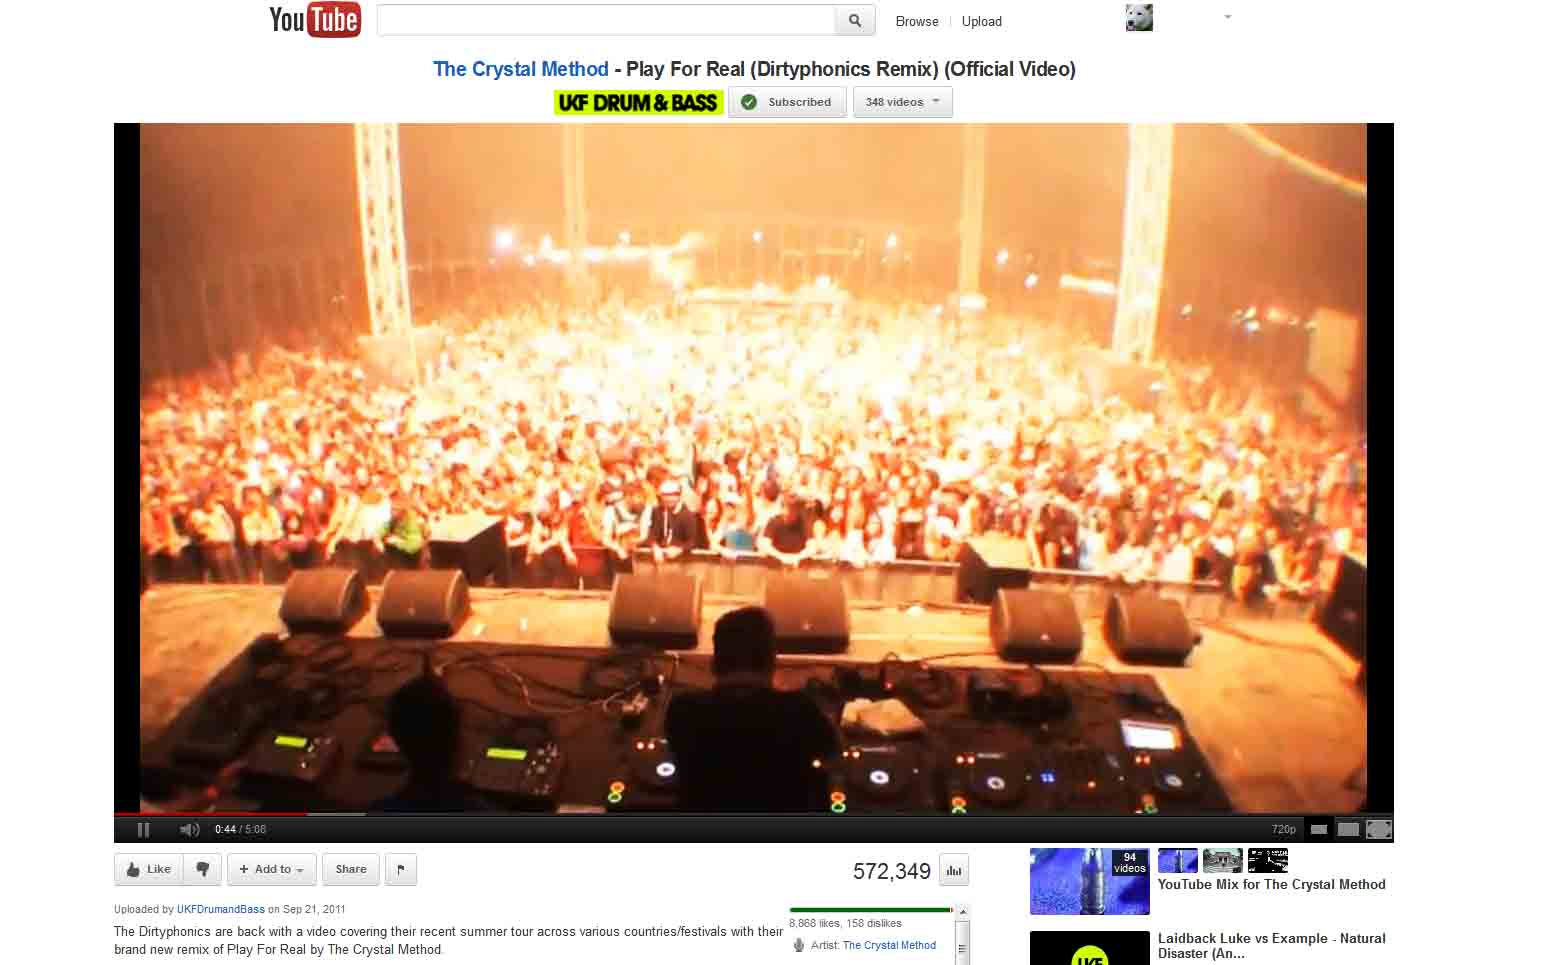 YouTube
Browse
Upload
The Crystal Method - Play For Real (Dirtyphonics Remix) (Official Video)
UKF DRUM & BASS
Subscribed
348 videos
0:44 / 5:08
720p
Like
+ Add to
Share
572,349
94
videos
YouTube Mix for The Crystal Method
Uploaded by UKFDrumandBass on Sep 21, 2011
8,868 likes, 158 dislikes
The Dirtyphonics are back with a video covering their recent summer tour across various countries/festivals with their
brand new remix of Play For Real by The Crystal Method.
Artist: The Crystal Method
Laidback Luke vs Example - Natural
Disaster (An...
UKF